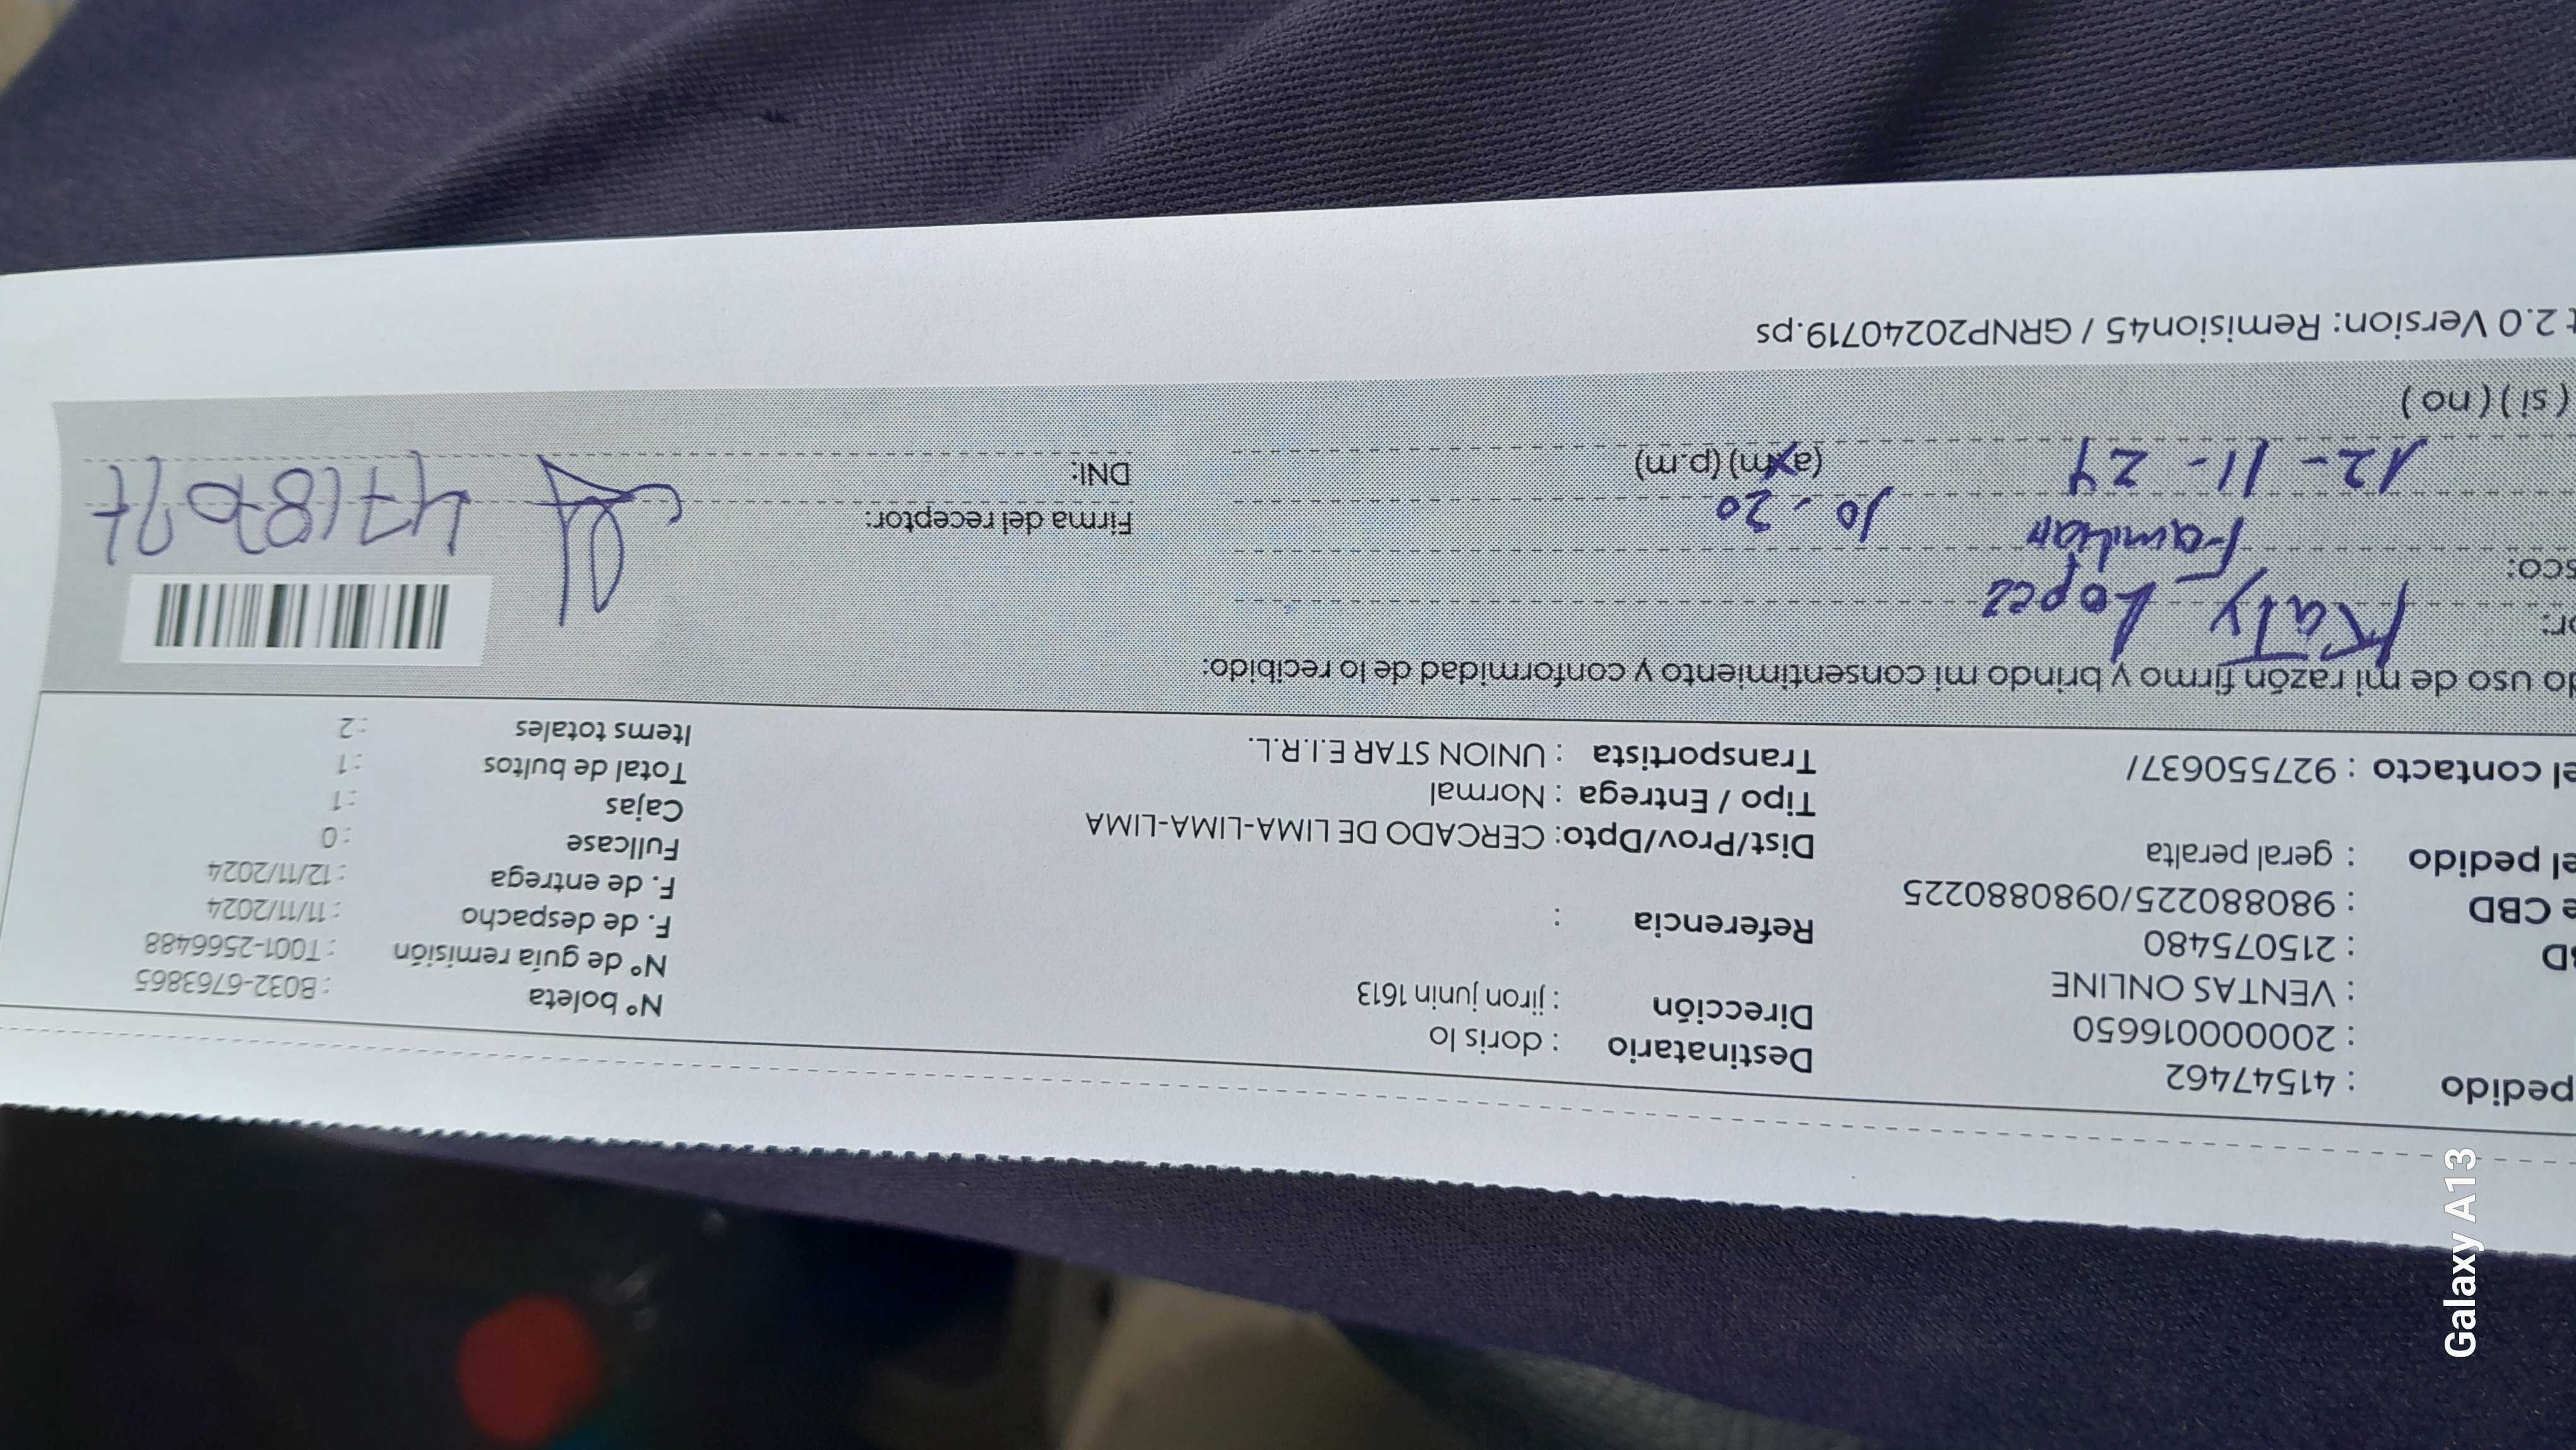 pedido : 41547462
: 2000000016650
: VENTAS ONLINE
: 215075480
e CBD : 980880225/0980880225
el pedido : geral peralta
el contacto : 927550637/
Destinatario : doris lo
Dirección : jiron junin 1613
Referencia :
Dist/Prov/Dpto: CERCADO DE LIMA-LIMA-LIMA
Tipo / Entrega : Normal
Transportista : UNION STAR E.I.R.L.
N° boleta : B032-6763865
N° de guía remisión : T001-2566488
F. de despacho : 11/11/2024
F. de entrega : 12/11/2024
Fullcase : 0
Cajas : 1
Total de bultos : 1
Items totales : 2
do uso de mi razón firmo y brindo mi consentimiento y conformidad de lo recibido:
or: Katy Lopez
sco: Familiar
12-11-24
10.20
(a.m) (p.m)
Firma del receptor:
DNI:
( si ) ( no )
t 2.0 Version: Remision45 / GRNP20240719.ps
Galaxy A13